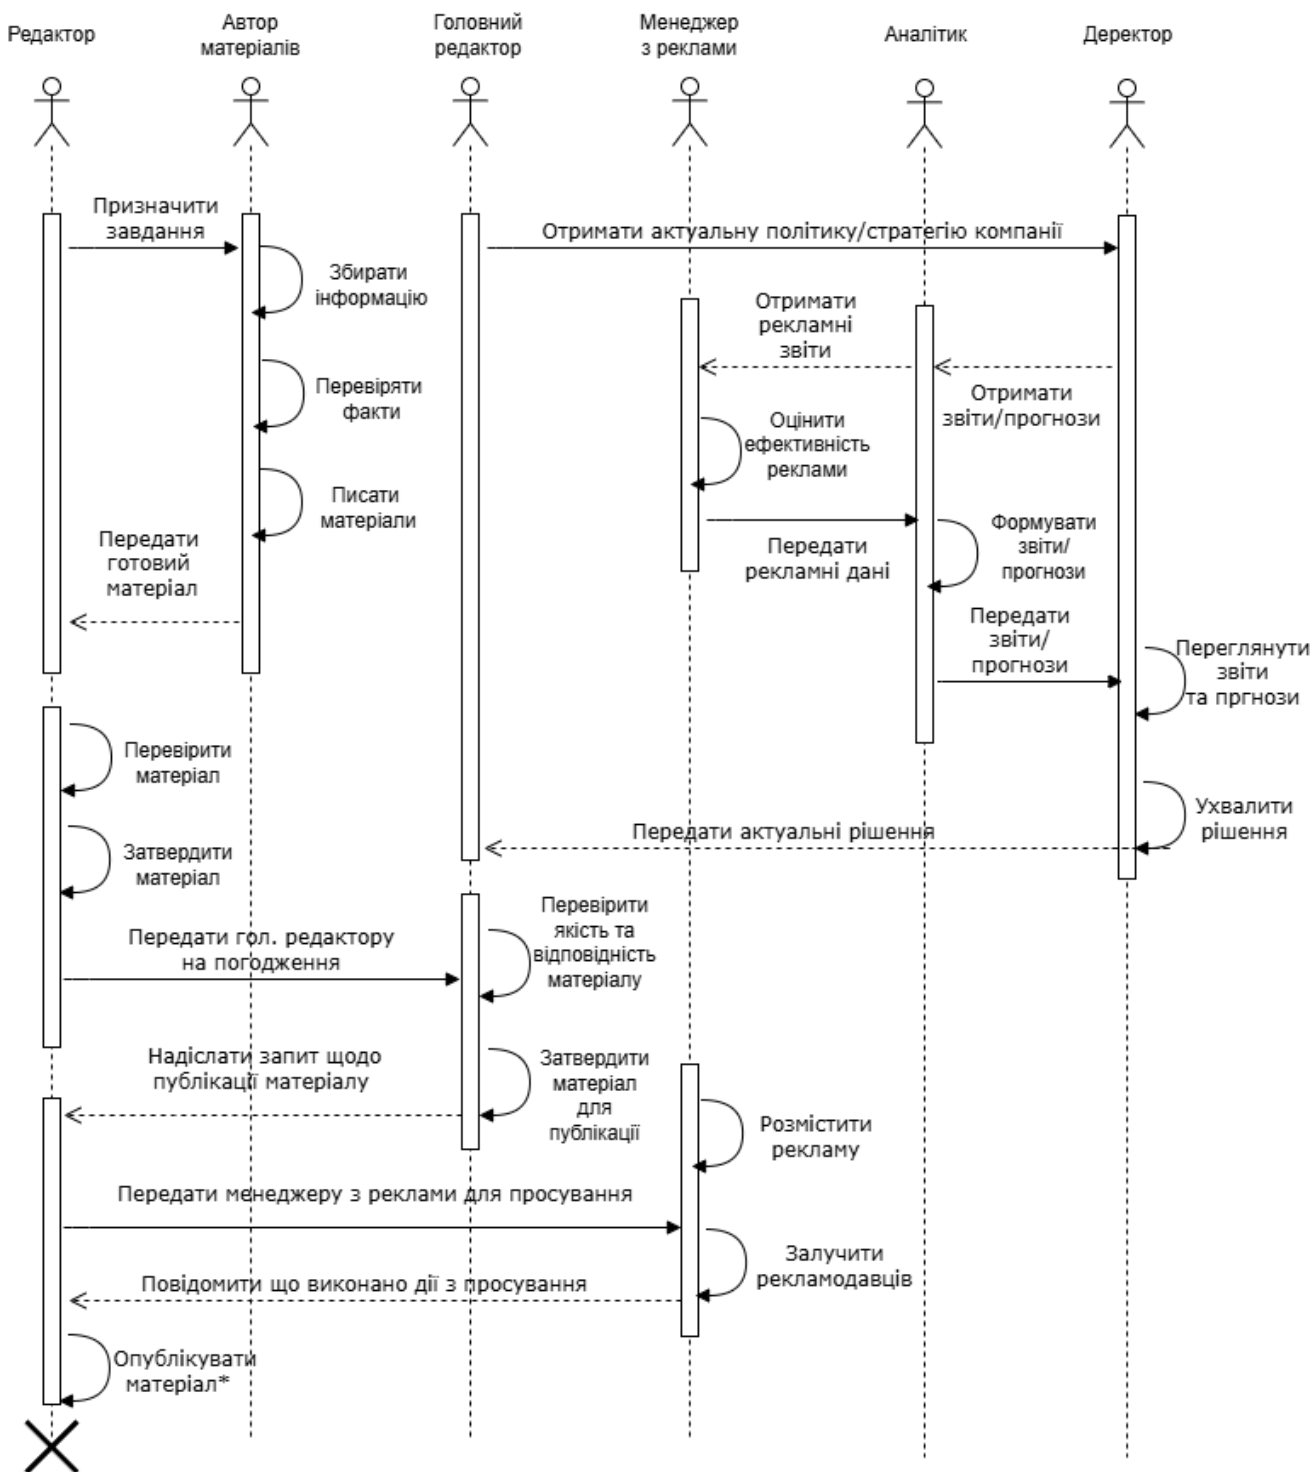 Редактор
Автор
матеріалів
Головний
редактор
Менеджер
з реклами
Аналітик
Деректор
Призначити
завдання
Отримати актуальну політику/стратегію компанії
Збирати
інформацію
Отримати
рекламні
звіти
Отримати
звіти/прогнози
Перевіряти
факти
Оцінити
ефективність
реклами
Писати
матеріали
Передати
готовий
матеріал
Передати
рекламні дані
Формувати
звіти/
прогнози
Передати
звіти/
прогнози
Переглянути
звіти
та пргнози
Перевірити
матеріал
Ухвалити
рішення
Передати актуальні рішення
Затвердити
матеріал
Перевірити
якість та
відповідність
матеріалу
Передати гол. редактору
на погодження
Надіслати запит щодо
публікації матеріалу
Затвердити
матеріал
для
публікації
Розмістити
рекламу
Передати менеджеру з реклами для просування
Залучити
рекламодавців
Повідомити що виконано дії з просування
Опублікувати
матеріал*